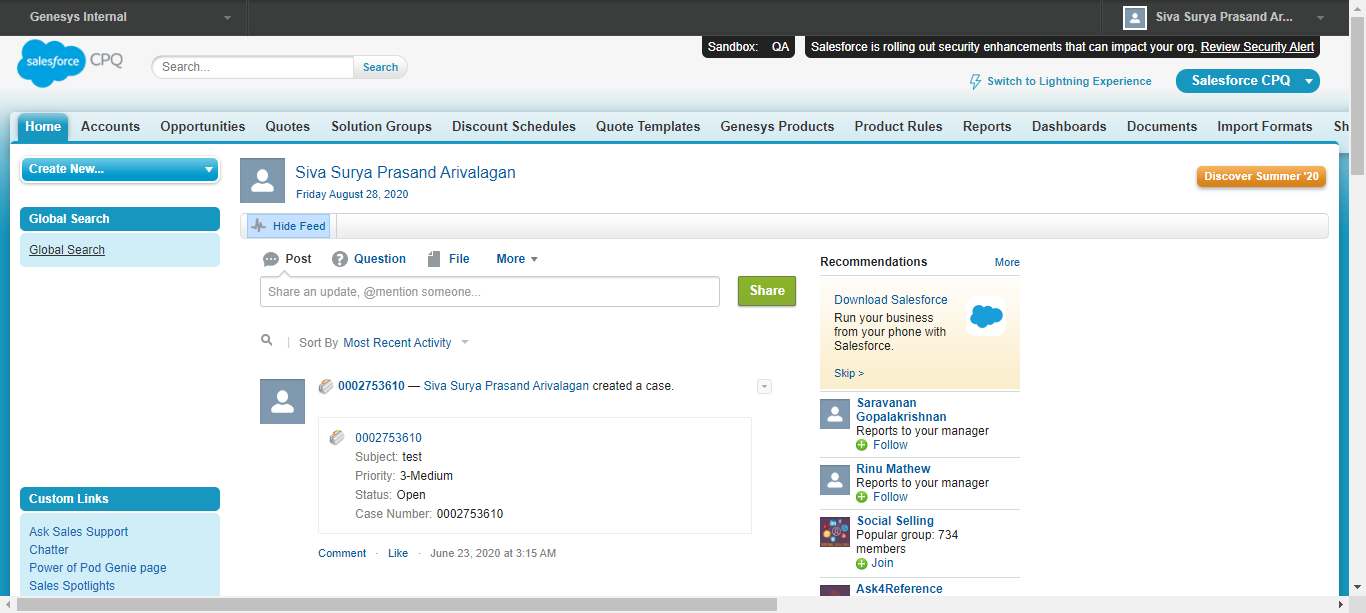 Genesys Internal
Siva Surya Prasand Ar...
salesforce CPQ
Search...
Search
Sandbox: QA
Salesforce is rolling out security enhancements that can impact your org. Review Security Alert
Switch to Lightning Experience
Salesforce CPQ
Home Accounts Opportunities Quotes Solution Groups Discount Schedules Quote Templates Genesys Products Product Rules Reports Dashboards Documents Import Formats Sh
Create New...
Global Search
Global Search
Custom Links
Ask Sales Support
Chatter
Power of Pod Genie page
Sales Spotlights
Siva Surya Prasand Arivalagan
Friday August 28, 2020
Discover Summer '20
Hide Feed
Post Question File More
Share an update, @mention someone...
Share
Sort By Most Recent Activity
0002753610 — Siva Surya Prasand Arivalagan created a case.
0002753610
Subject: test
Priority: 3-Medium
Status: Open
Case Number: 0002753610
Comment · Like · June 23, 2020 at 3:15 AM
Recommendations More
Download Salesforce
Run your business
from your phone with
Salesforce.
Skip >
Saravanan
Gopalakrishnan
Reports to your manager
Follow
Rinu Mathew
Reports to your manager
Follow
Social Selling
Popular group: 734
members
Join
Ask4Reference